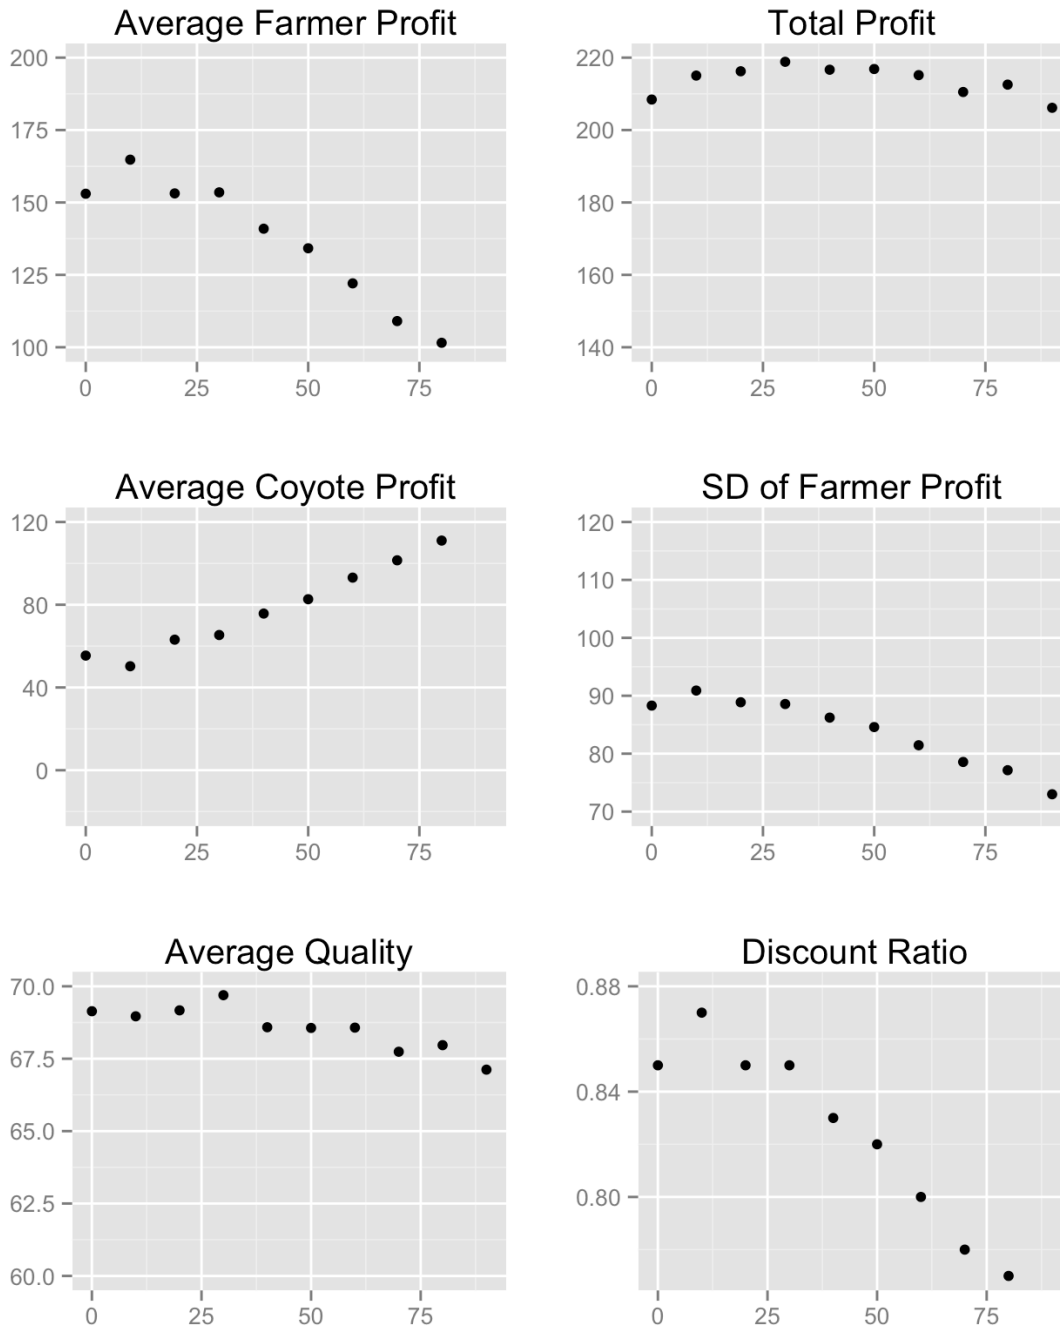 Average Farmer Profit
200
175
150
125
100
0 25 50 75
Total Profit
220
200
180
160
140
0 25 50 75
Average Coyote Profit
120
80
40
0
0 25 50 75
SD of Farmer Profit
120
110
100
90
80
70
0 25 50 75
Average Quality
70.0
67.5
65.0
62.5
60.0
0 25 50 75
Discount Ratio
0.88
0.84
0.80
0 25 50 75